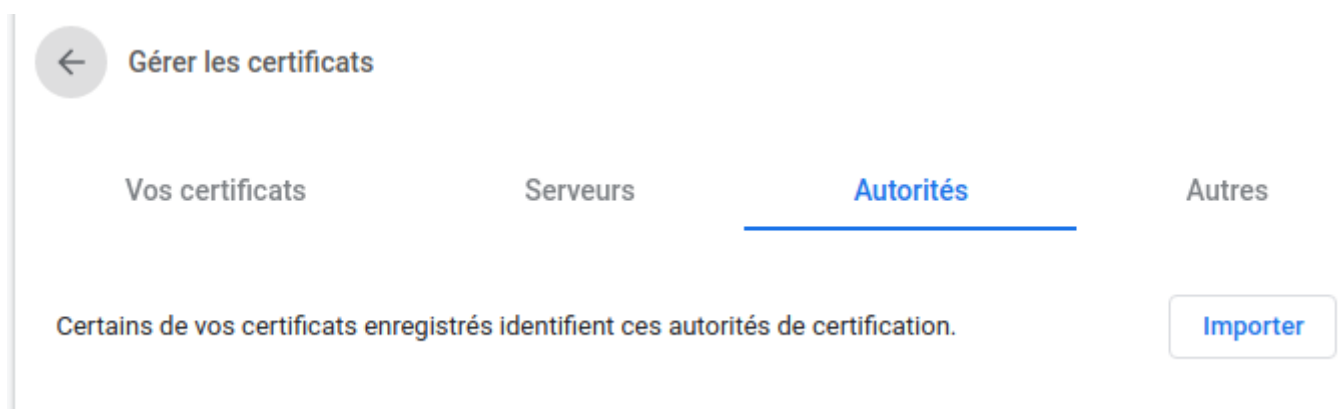 Gérer les certificats
Vos certificats Serveurs Autorités Autres
Certains de vos certificats enregistrés identifient ces autorités de certification. Importer